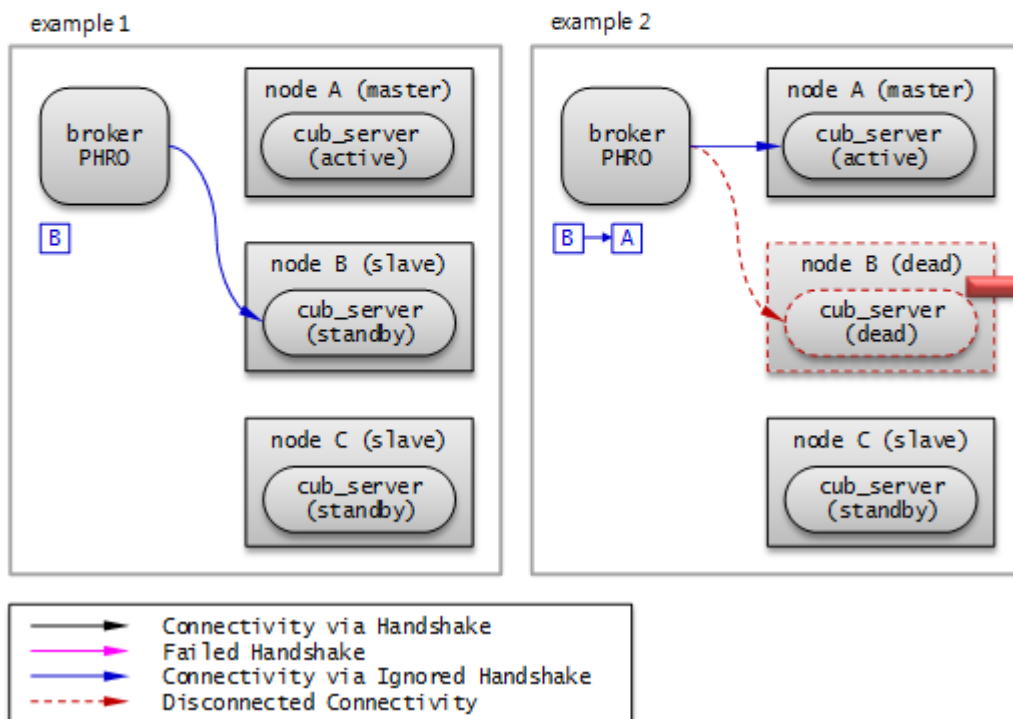 example 1
broker
PHRO
B
node A (master)
cub_server
(active)
node B (slave)
cub_server
(standby)
node C (slave)
cub_server
(standby)
example 2
broker
PHRO
B
A
node A (master)
cub_server
(active)
node B (dead)
cub_server
(dead)
node C (slave)
cub_server
(standby)
Connectivity via Handshake
Failed Handshake
Connectivity via Ignored Handshake
Disconnected Connectivity